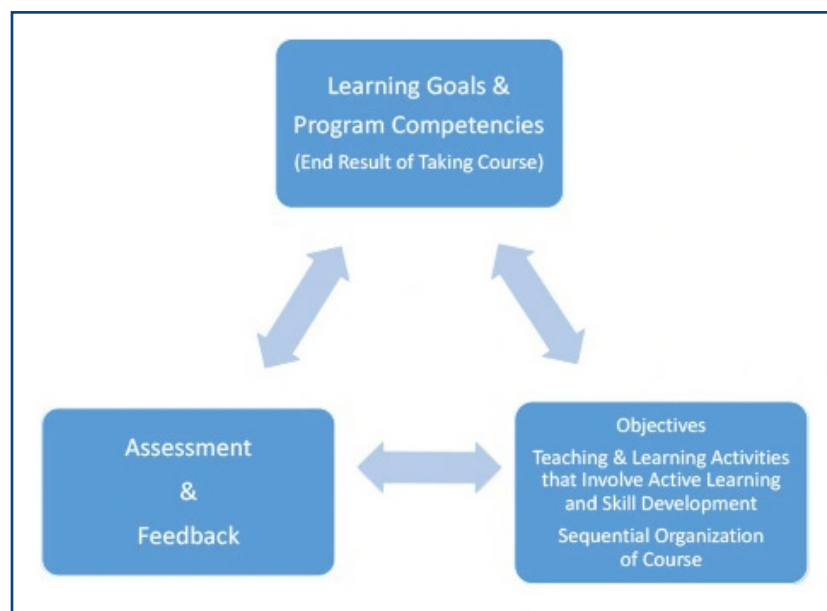 Learning Goals &
Program Competencies
(End Result of Taking Course)
Assessment
&
Feedback
Objectives
Teaching & Learning Activities
that Involve Active Learning
and Skill Development
Sequential Organization
of Course